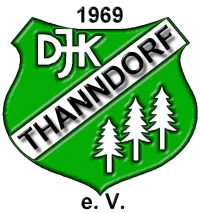 1969
DJK
THANNDORF
e. V.